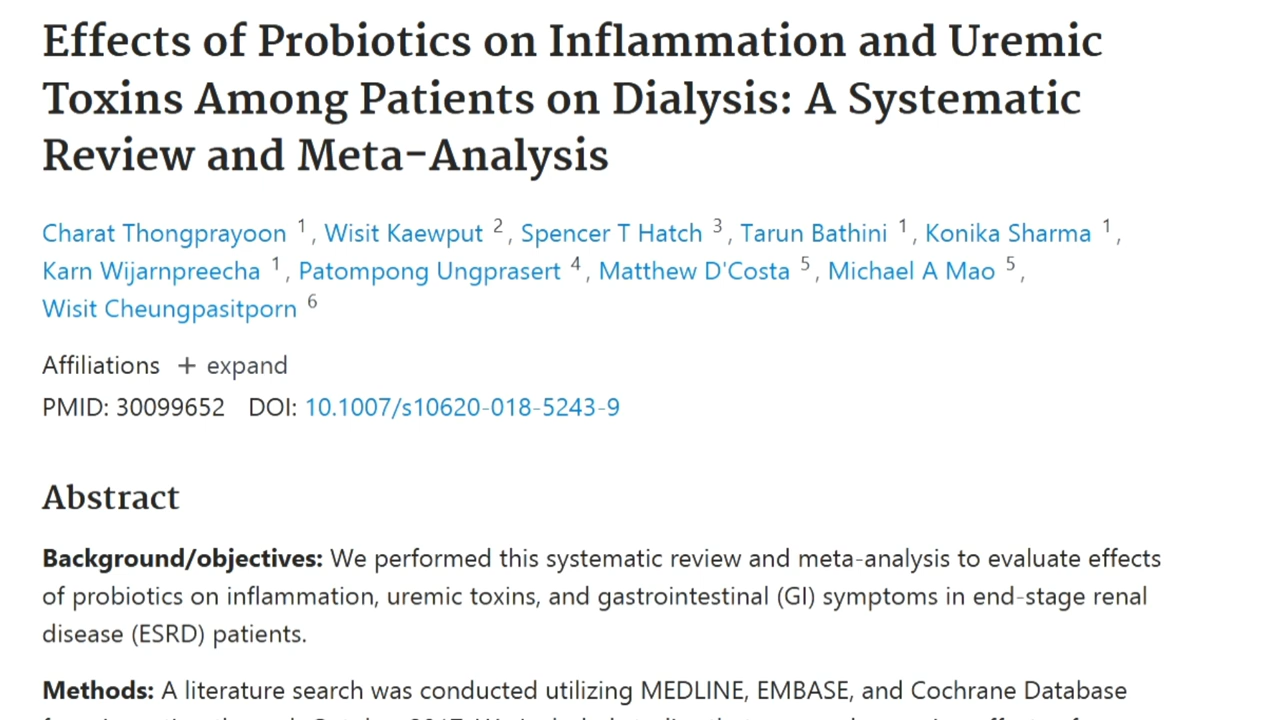 Effects of Probiotics on Inflammation and Uremic
Toxins Among Patients on Dialysis: A Systematic
Review and Meta-Analysis
Charat Thongprayoon 1, Wisit Kaewput 2, Spencer T Hatch 3, Tarun Bathini 1, Konika Sharma 1,
Karn Wijarnpreecha 1, Patompong Ungprasert 4, Matthew D'Costa 5, Michael A Mao 5,
Wisit Cheungpasitporn 6
Affiliations + expand
PMID: 30099652 DOI: 10.1007/s10620-018-5243-9
Abstract
Background/objectives: We performed this systematic review and meta-analysis to evaluate effects
of probiotics on inflammation, uremic toxins, and gastrointestinal (GI) symptoms in end-stage renal
disease (ESRD) patients.
Methods: A literature search was conducted utilizing MEDLINE, EMBASE, and Cochrane Database